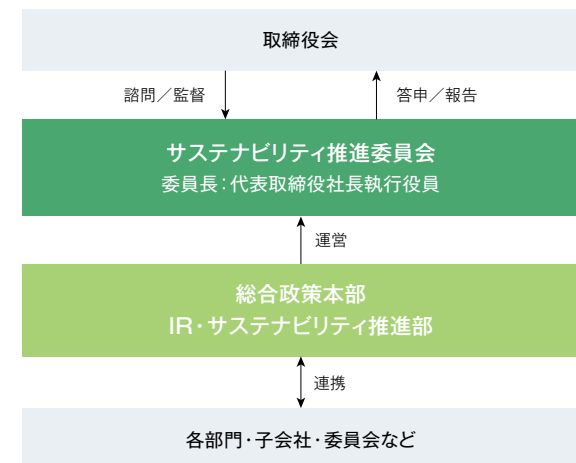 取締役会
諮問／監督
答申／報告
サステナビリティ推進委員会
委員長：代表取締役社長執行役員
運営
総合政策本部
IR・サステナビリティ推進部
連携
各部門・子会社・委員会など